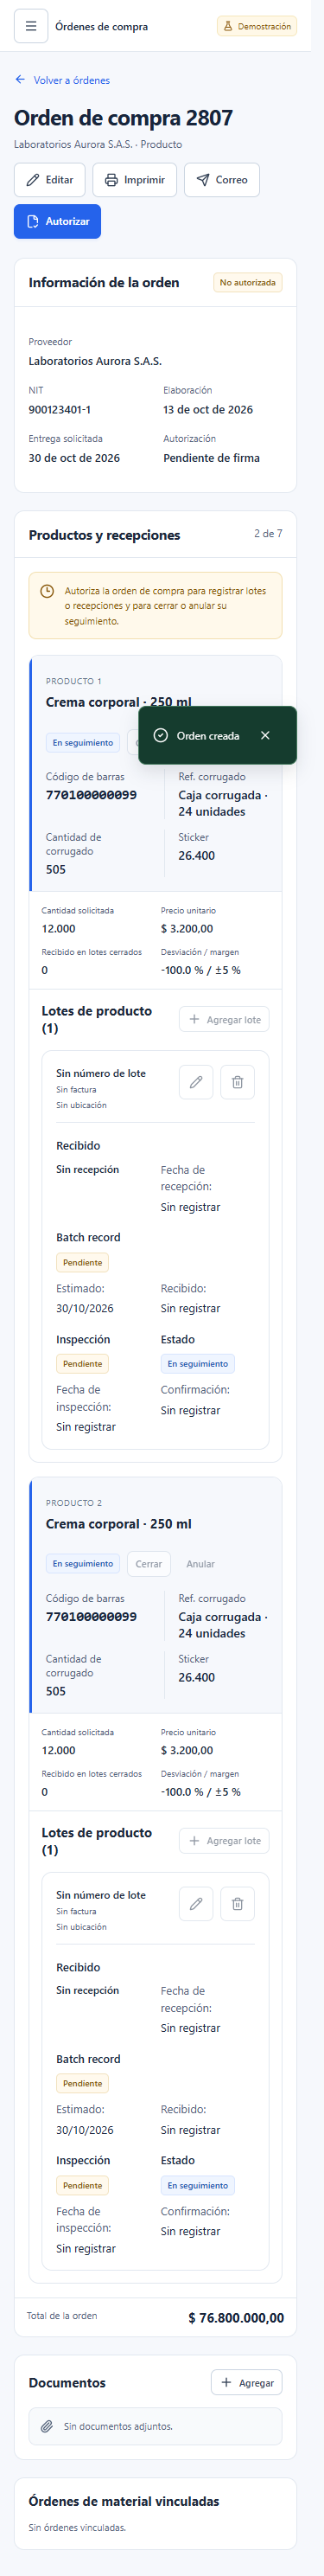 Órdenes de compra
Demostración
Volver a órdenes
Orden de compra 2807
Laboratorios Aurora S.A.S. · Producto
Editar
Imprimir
Correo
Autorizar
Información de la orden
No autorizada
Proveedor
Laboratorios Aurora S.A.S.
NIT
Elaboración
900123401-1
13 de oct de 2026
Entrega solicitada
Autorización
30 de oct de 2026
Pendiente de firma
Productos y recepciones
2 de 7
Autoriza la orden de compra para registrar lotes
o recepciones y para cerrar o anular su
seguimiento.
PRODUCTO 1
Crema corporal · 250 ml
Orden creada
En seguimiento
Código de barras
Ref. corrugado
770100000099
Caja corrugada ·
24 unidades
Cantidad de
corrugado
Sticker
505
26.400
Cantidad solicitada
Precio unitario
12.000
$ 3.200,00
Recibido en lotes cerrados
Desviación / margen
0
-100.0 % / ±5 %
Lotes de producto
(1)
Agregar lote
Sin número de lote
Sin factura
Sin ubicación
Recibido
Sin recepción
Fecha de
recepción:
Sin registrar
Batch record
Pendiente
Estimado:
Recibido:
30/10/2026
Sin registrar
Inspección
Estado
Pendiente
En seguimiento
Fecha de
inspección:
Confirmación:
Sin registrar
Sin registrar
PRODUCTO 2
Crema corporal · 250 ml
En seguimiento
Cerrar
Anular
Código de barras
Ref. corrugado
770100000099
Caja corrugada ·
24 unidades
Cantidad de
corrugado
Sticker
505
26.400
Cantidad solicitada
Precio unitario
12.000
$ 3.200,00
Recibido en lotes cerrados
Desviación / margen
0
-100.0 % / ±5 %
Lotes de producto
(1)
Agregar lote
Sin número de lote
Sin factura
Sin ubicación
Recibido
Sin recepción
Fecha de
recepción:
Sin registrar
Batch record
Pendiente
Estimado:
Recibido:
30/10/2026
Sin registrar
Inspección
Estado
Pendiente
En seguimiento
Fecha de
inspección:
Confirmación:
Sin registrar
Sin registrar
Total de la orden
$ 76.800.000,00
Documentos
Agregar
Sin documentos adjuntos.
Órdenes de material vinculadas
Sin órdenes vinculadas.